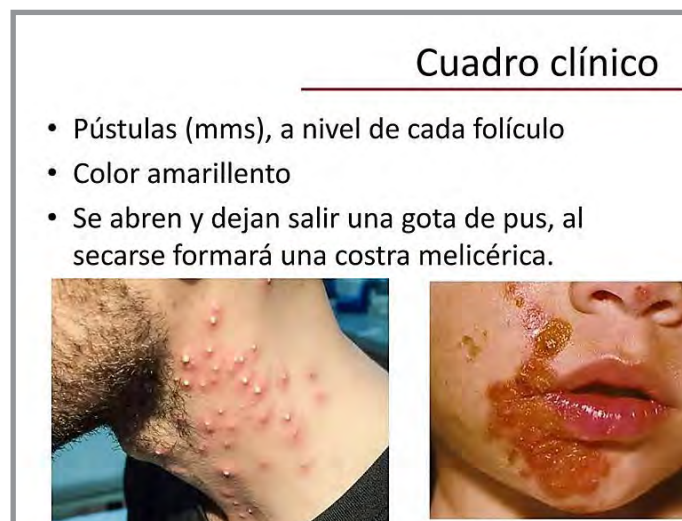 Cuadro clínico
• Pústulas (mms), a nivel de cada folículo
• Color amarillento
• Se abren y dejan salir una gota de pus, al
secarse formará una costra melicérica.